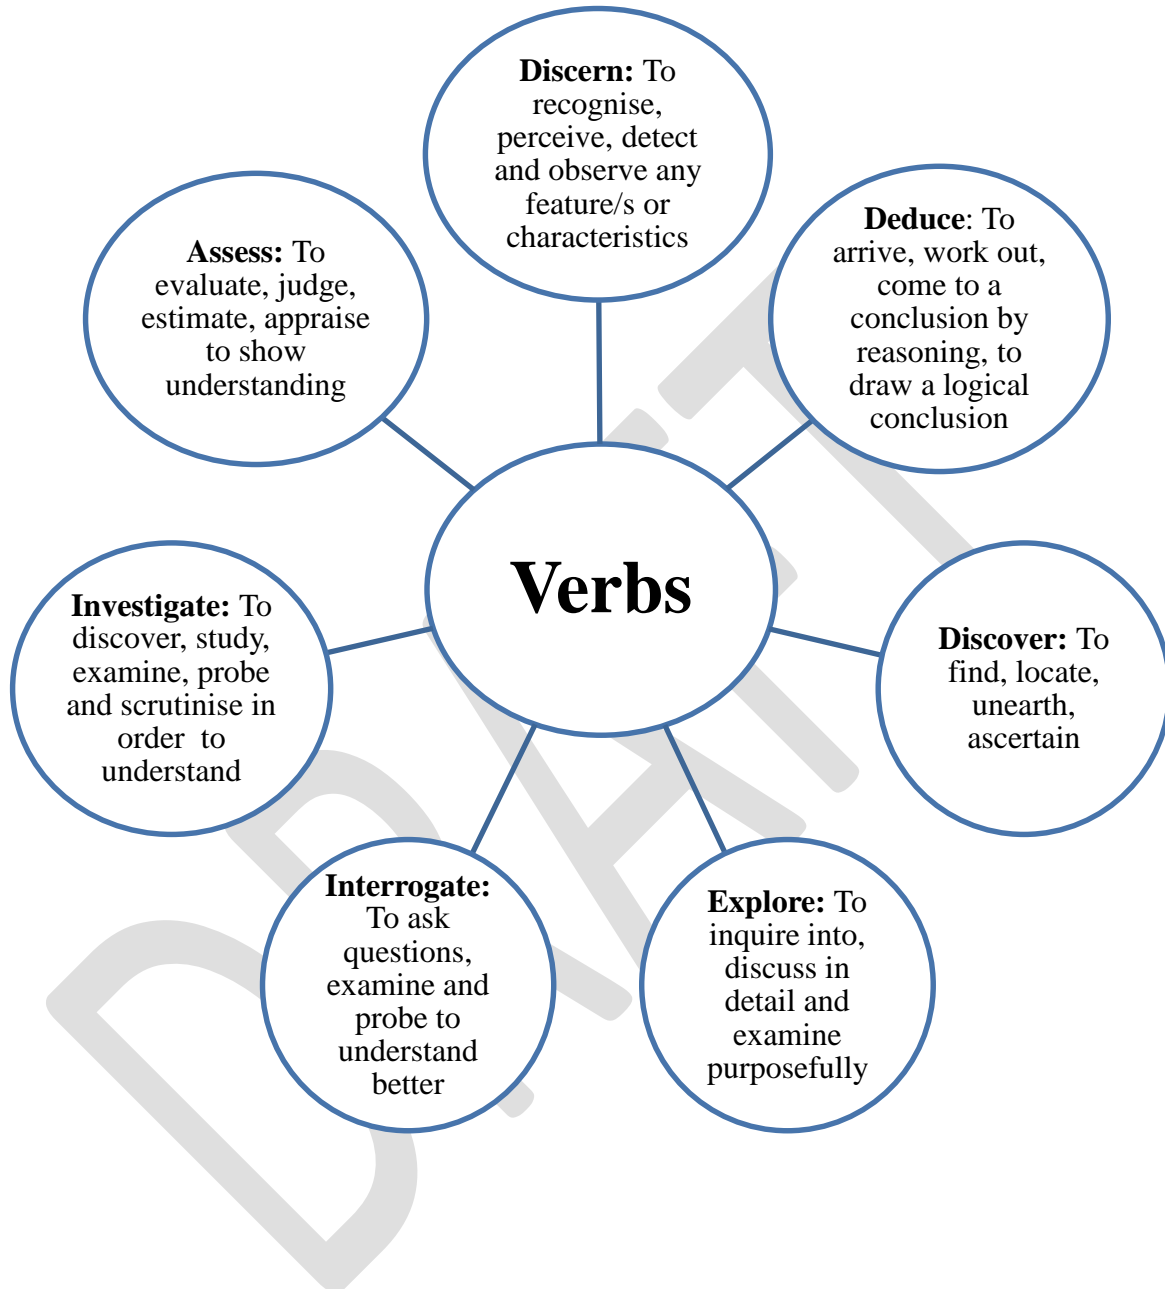 Discern: To
recognise,
perceive, detect
and observe any
feature/s or
characteristics
Deduce: To
arrive, work out,
come to a
conclusion by
reasoning, to
draw a logical
conclusion
Assess: To
evaluate, judge,
estimate, appraise
to show
understanding
Verbs
Investigate: To
discover, study,
examine, probe
and scrutinise in
order  to
understand
Discover: To
find, locate,
unearth,
ascertain
Interrogate:
To ask
questions,
examine and
probe to
understand
better
Explore: To
inquire into,
discuss in
detail and
examine
purposefully
DRAFT